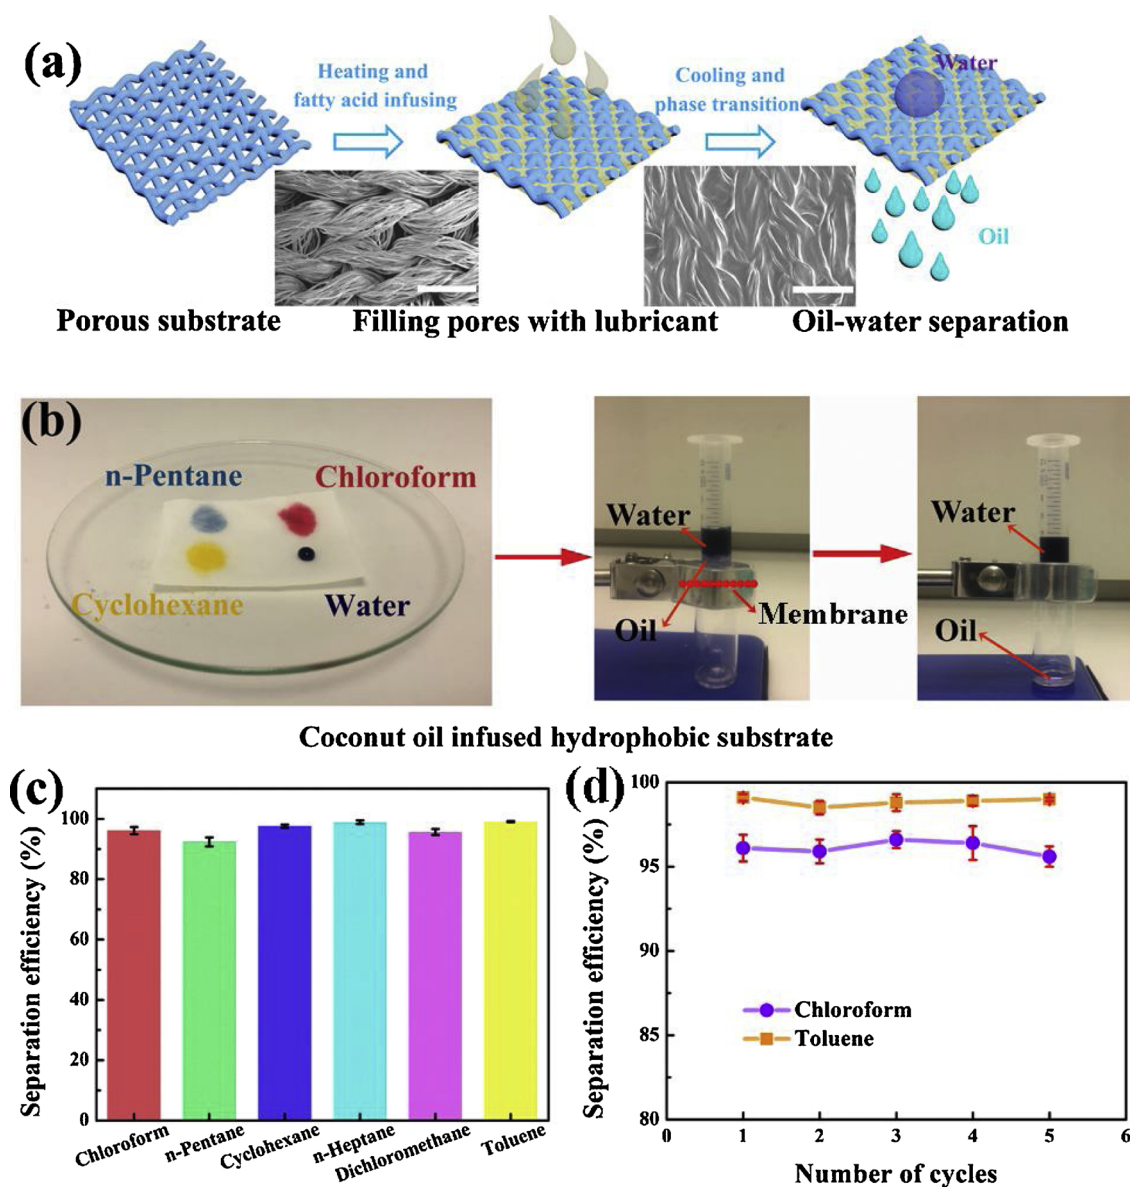 (a)
Heating and
fatty acid infusing
Cooling and
phase transition
Water
Oil
Porous substrate
Filling pores with lubricant
Oil-water separation
(b)
n-Pentane
Chloroform
Cyclohexane
Water
Water
Oil
Membrane
Water
Oil
Coconut oil infused hydrophobic substrate
(c)
Separation efficiency (%)
100
80
60
40
20
0
Chloroform
n-Pentane
Cyclohexane
n-Heptane
Dichloromethane
Toluene
(d)
Separation efficiency (%)
100
95
90
85
80
Chloroform
Toluene
0
1
2
3
4
5
6
Number of cycles